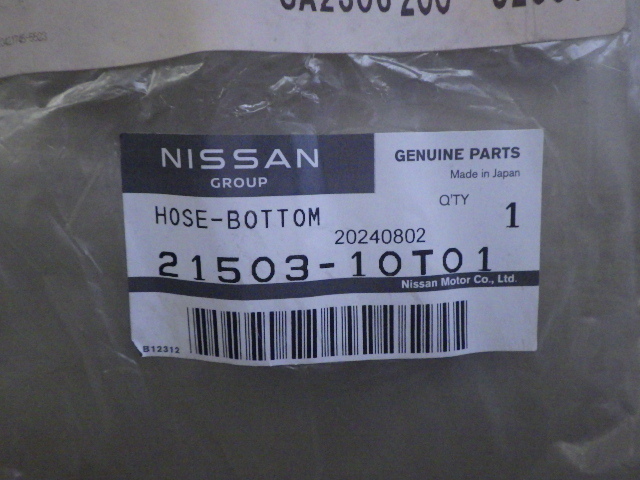 NISSAN
GROUP
GENUINE PARTS
Made in Japan
HOSE-BOTTOM
Q'TY
1
20240802
21503-10T01
Nissan Motor Co., Ltd.
B12312